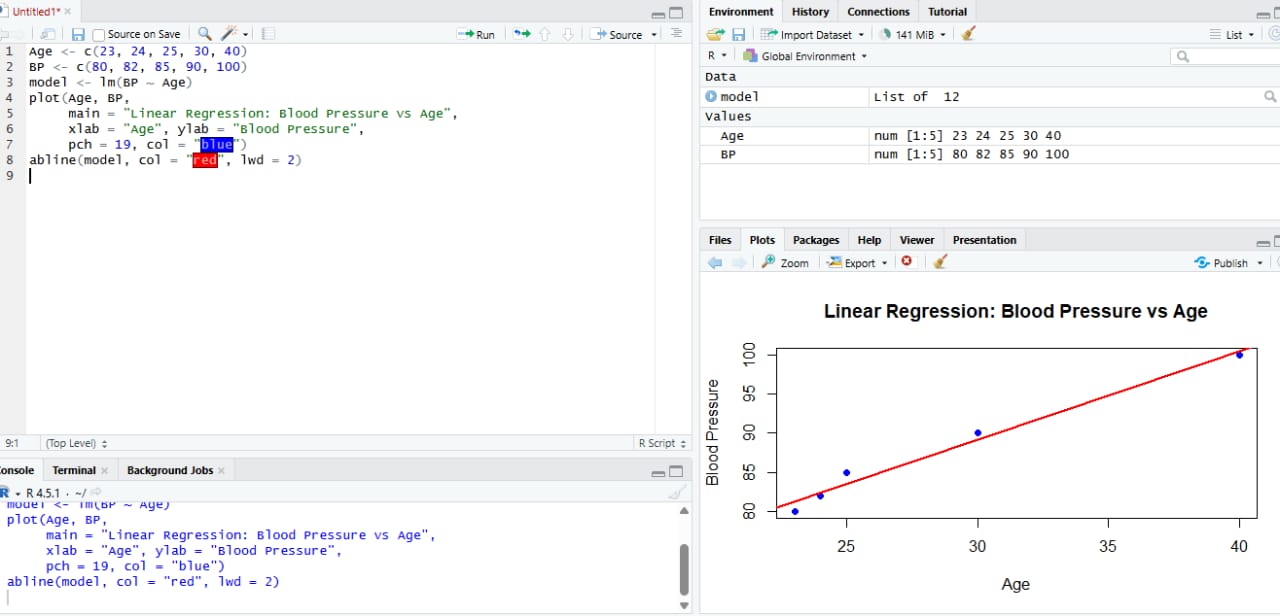 Untitled1*
Source on Save
Run
Source
1 Age <- c(23, 24, 25, 30, 40)
2 BP <- c(80, 82, 85, 90, 100)
3 model <- lm(BP ~ Age)
4 plot(Age, BP,
5 main = "Linear Regression: Blood Pressure vs Age",
6 xlab = "Age", ylab = "Blood Pressure",
7 pch = 19, col = "blue")
8 abline(model, col = "red", lwd = 2)
9
9:1 (Top Level) R Script
Console Terminal Background Jobs
R R 4.5.1 · ~/
model <- lm(BP ~ Age)
plot(Age, BP,
main = "Linear Regression: Blood Pressure vs Age",
xlab = "Age", ylab = "Blood Pressure",
pch = 19, col = "blue")
abline(model, col = "red", lwd = 2)
Environment History Connections Tutorial
Import Dataset 141 MiB List
R Global Environment
Data
model List of 12
Values
Age num [1:5] 23 24 25 30 40
BP num [1:5] 80 82 85 90 100
Files Plots Packages Help Viewer Presentation
Zoom Export Publish
Linear Regression: Blood Pressure vs Age
Blood Pressure
100
95
90
85
80
25 30 35 40
Age